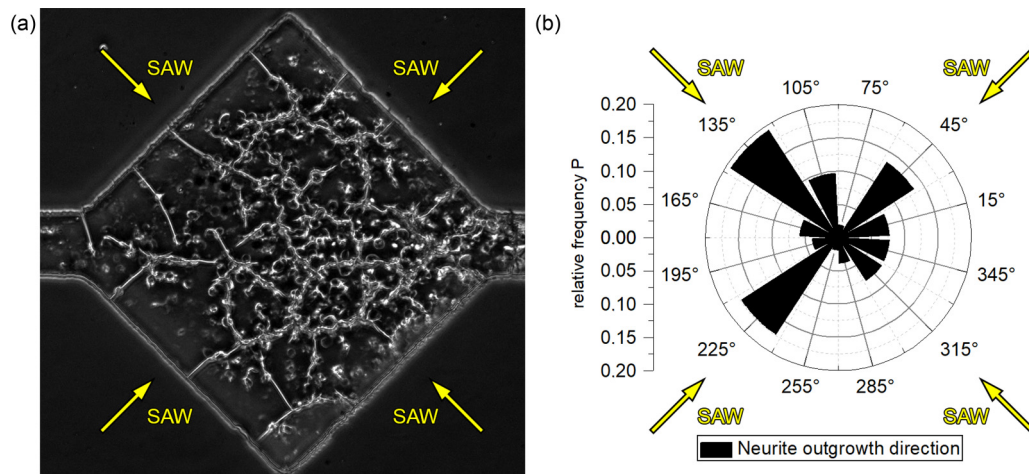 (a)
SAW
SAW
SAW
SAW
(b)
SAW
SAW
105°
75°
135°
45°
165°
15°
195°
345°
225°
315°
255°
285°
0.20
0.15
0.10
0.05
0.00
0.05
0.10
0.15
0.20
relative frequency P
SAW
SAW
Neurite outgrowth direction